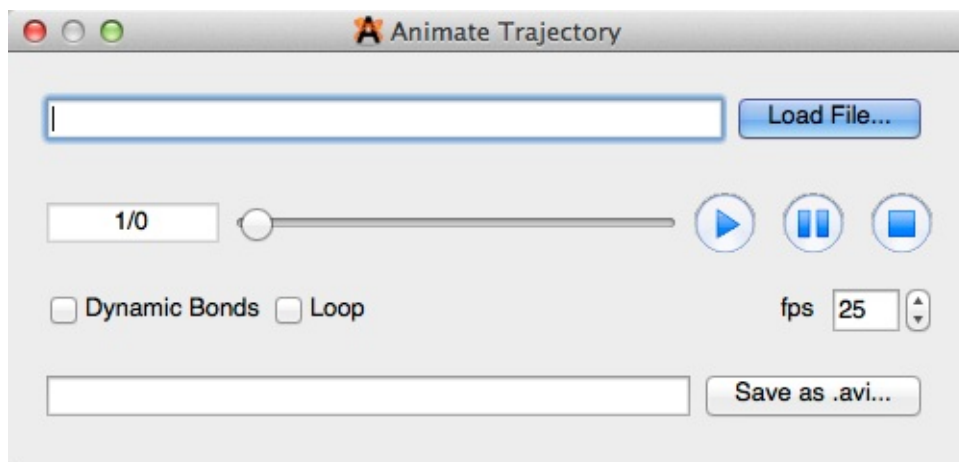 Animate Trajectory
Load File...
1/0
Dynamic Bonds Loop fps 25
Save as .avi...